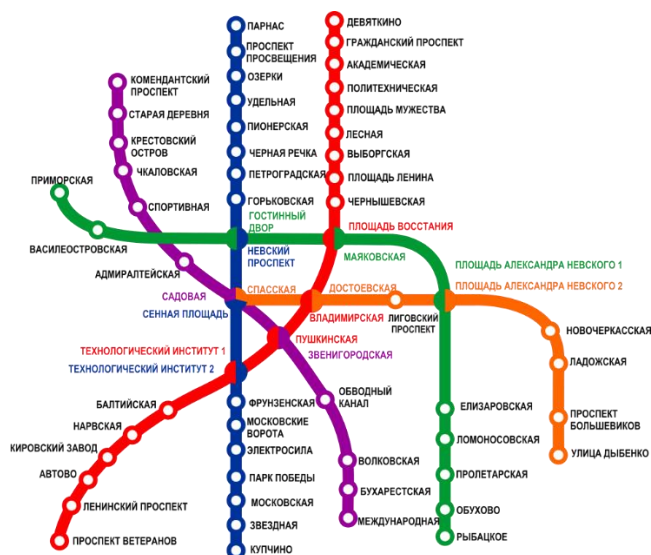 ПАРНАС
ПРОСПЕКТ
ПРОСВЕЩЕНИЯ
ОЗЕРКИ
УДЕЛЬНАЯ
ПИОНЕРСКАЯ
ЧЕРНАЯ РЕЧКА
ПЕТРОГРАДСКАЯ
ГОРЬКОВСКАЯ
ГОСТИННЫЙ
ДВОР
НЕВСКИЙ
ПРОСПЕКТ
ДЕВЯТКИНО
ГРАЖДАНСКИЙ ПРОСПЕКТ
АКАДЕМИЧЕСКАЯ
ПОЛИТЕХНИЧЕСКАЯ
ПЛОЩАДЬ МУЖЕСТВА
ЛЕСНАЯ
ВЫБОРГСКАЯ
ПЛОЩАДЬ ЛЕНИНА
ЧЕРНЫШЕВСКАЯ
ПЛОЩАДЬ ВОССТАНИЯ
МАЯКОВСКАЯ
КОМЕНДАНТСКИЙ
ПРОСПЕКТ
СТАРАЯ ДЕРЕВНЯ
КРЕСТОВСКИЙ
ОСТРОВ
ЧКАЛОВСКАЯ
СПОРТИВНАЯ
ПРИМОРСКАЯ
ВАСИЛЕОСТРОВСКАЯ
АДМИРАЛТЕЙСКАЯ
САДОВАЯ
СЕННАЯ ПЛОЩАДЬ
СПАССКАЯ
ДОСТОЕВСКАЯ
ВЛАДИМИРСКАЯ
ЛИГОВСКИЙ
ПРОСПЕКТ
ПЛОЩАДЬ АЛЕКСАНДРА НЕВСКОГО 1
ПЛОЩАДЬ АЛЕКСАНДРА НЕВСКОГО 2
НОВОЧЕРКАССКАЯ
ЛАДОЖСКАЯ
ПРОСПЕКТ
БОЛЬШЕВИКОВ
УЛИЦА ДЫБЕНКО
ПУШКИНСКАЯ
ЗВЕНИГОРОДСКАЯ
ТЕХНОЛОГИЧЕСКИЙ ИНСТИТУТ 1
ТЕХНОЛОГИЧЕСКИЙ ИНСТИТУТ 2
БАЛТИЙСКАЯ
НАРВСКАЯ
КИРОВСКИЙ ЗАВОД
АВТОВО
ЛЕНИНСКИЙ ПРОСПЕКТ
ПРОСПЕКТ ВЕТЕРАНОВ
ФРУНЗЕНСКАЯ
МОСКОВСКИЕ
ВОРОТА
ЭЛЕКТРОСИЛА
ПАРК ПОБЕДЫ
МОСКОВСКАЯ
ЗВЕЗДНАЯ
КУПЧИНО
ОБВОДНЫЙ
КАНАЛ
ВОЛКОВСКАЯ
БУХАРЕСТСКАЯ
МЕЖДУНАРОДНАЯ
ЕЛИЗАРОВСКАЯ
ЛОМОНОСОВСКАЯ
ПРОЛЕТАРСКАЯ
ОБУХОВО
РЫБАЦКОЕ